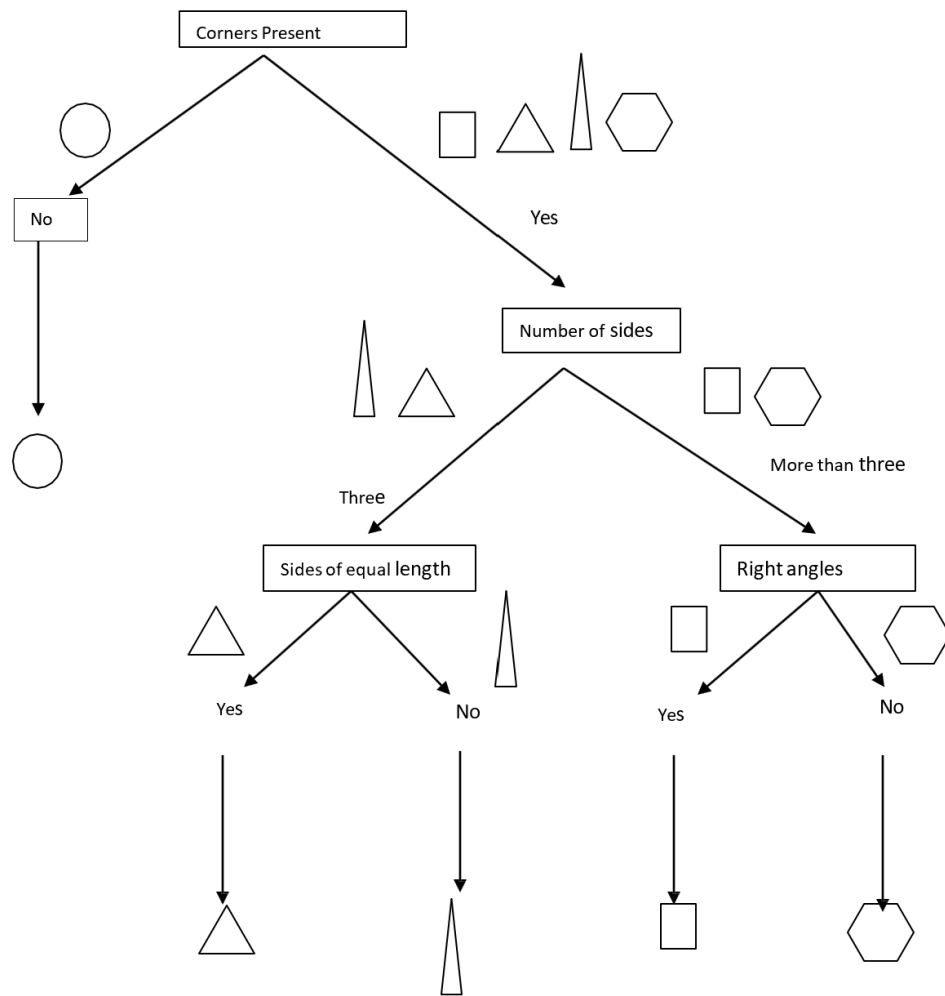 Corners Present
No
Yes
Number of sides
Three
More than three
Sides of equal length
Right angles
Yes
No
Yes
No